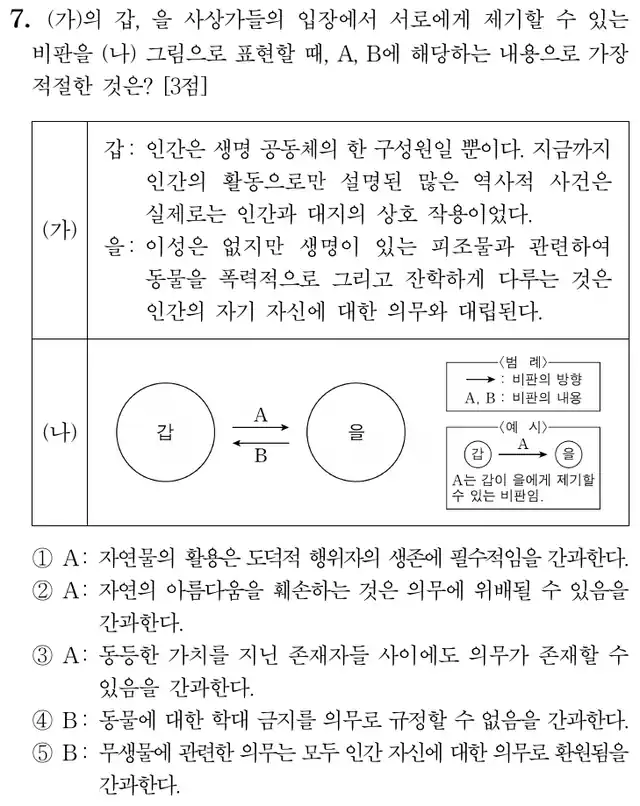 7. (가)의 갑, 을 사상가들의 입장에서 서로에게 제기할 수 있는
비판을 (나) 그림으로 표현할 때, A, B에 해당하는 내용으로 가장
적절한 것은? [3점]
(가)
갑: 인간은 생명 공동체의 한 구성원일 뿐이다. 지금까지
인간의 활동으로만 설명된 많은 역사적 사건은
실제로는 인간과 대지의 상호 작용이었다.
을: 이성은 없지만 생명이 있는 피조물과 관련하여
동물을 폭력적으로 그리고 잔학하게 다루는 것은
인간의 자기 자신에 대한 의무와 대립된다.
(나)
갑
A
B
을
<범 례>
→ : 비판의 방향
A, B : 비판의 내용
<예 시>
갑 A → 을
A는 갑이 을에게 제기할
수 있는 비판임.
① A: 자연물의 활용은 도덕적 행위자의 생존에 필수적임을 간과한다.
② A: 자연의 아름다움을 훼손하는 것은 의무에 위배될 수 있음을
간과한다.
③ A: 동등한 가치를 지닌 존재자들 사이에도 의무가 존재할 수
있음을 간과한다.
④ B: 동물에 대한 학대 금지를 의무로 규정할 수 없음을 간과한다.
⑤ B: 무생물에 관련한 의무는 모두 인간 자신에 대한 의무로 환원됨을
간과한다.